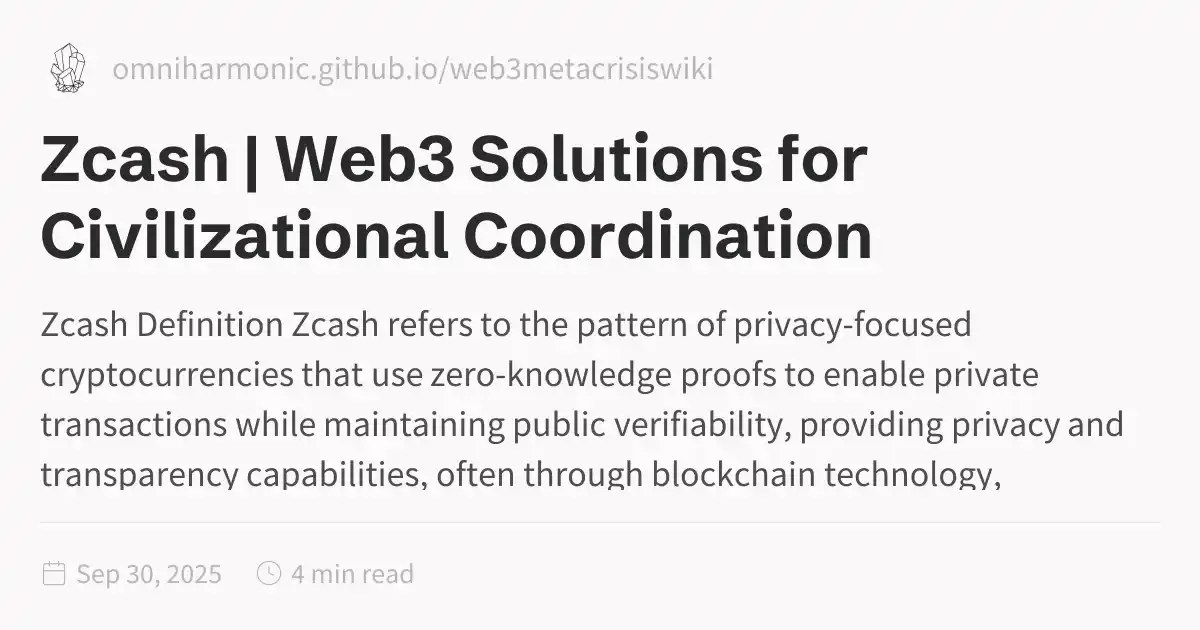 omniharmonic.github.io/web3metacrisiswiki
Zcash | Web3 Solutions for
Civilizational Coordination
Zcash Definition Zcash refers to the pattern of privacy-focused
cryptocurrencies that use zero-knowledge proofs to enable private
transactions while maintaining public verifiability, providing privacy and
transparency capabilities, often through blockchain technology,
Sep 30, 2025
4 min read